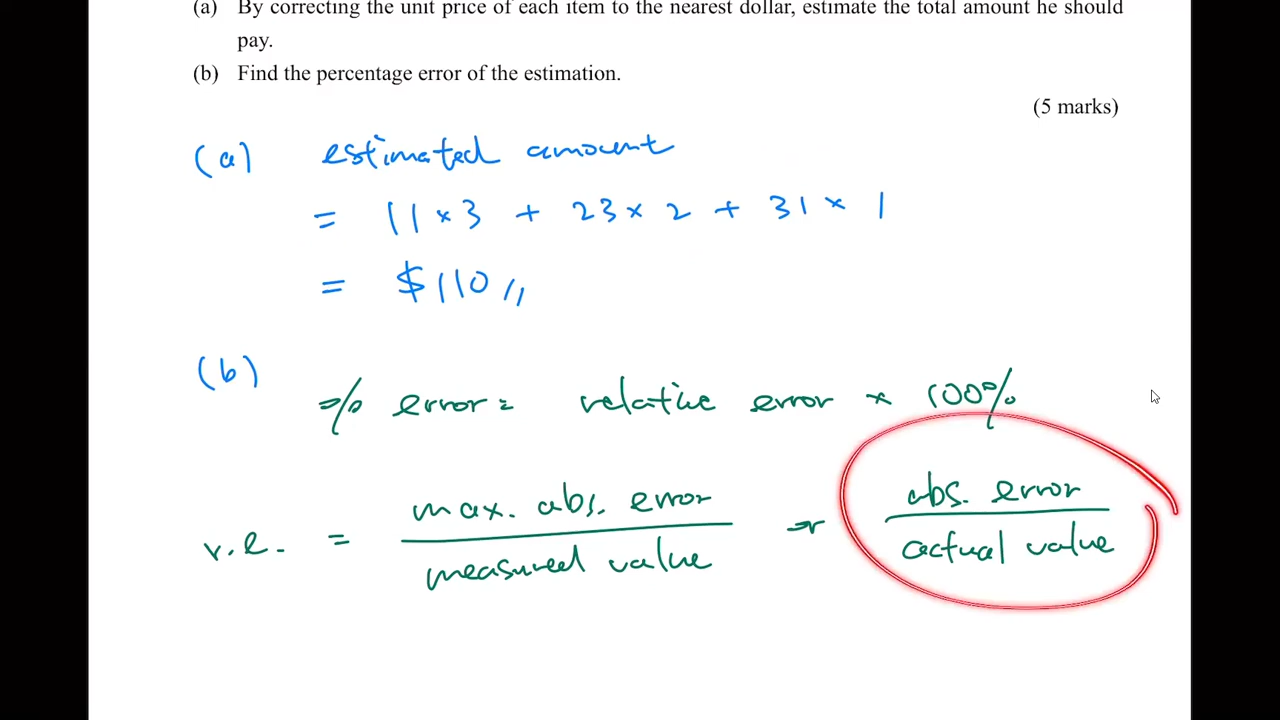 (a) By correcting the unit price of each item to the nearest dollar, estimate the total amount he should
pay.
(b) Find the percentage error of the estimation.
(5 marks)
(a) estimated amount
= 11 × 3 + 23 × 2 + 31 × 1
= $110 //
(b)
% error = relative error × 100%
r.e. = max. abs. error / measured value or abs. error / actual value